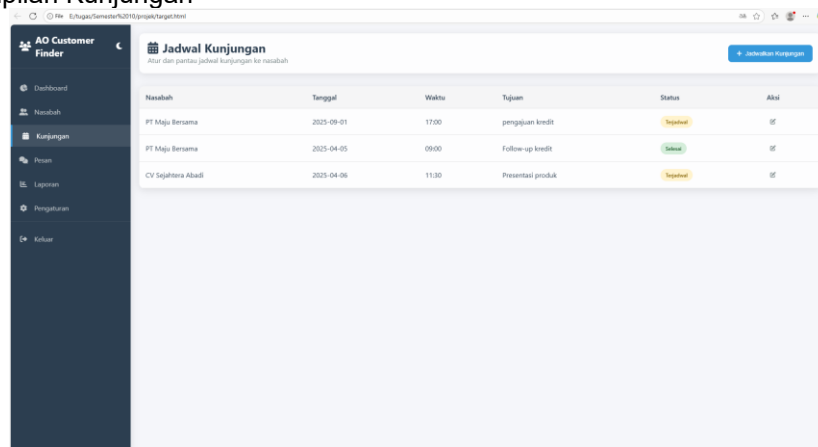 pilan Kunjungan
File E:/tugas/Semester%2010/projek/target.html
AO Customer
Finder
Dashboard
Nasabah
Kunjungan
Pesan
Laporan
Pengaturan
Keluar
Jadwal Kunjungan
Atur dan pantau jadwal kunjungan ke nasabah
+ Jadwalkan Kunjungan
Nasabah Tanggal Waktu Tujuan Status Aksi
PT Maju Bersama 2025-09-01 17:00 pengajuan kredit Terjadwal
PT Maju Bersama 2025-04-05 09:00 Follow-up kredit Selesai
CV Sejahtera Abadi 2025-04-06 11:30 Presentasi produk Terjadwal